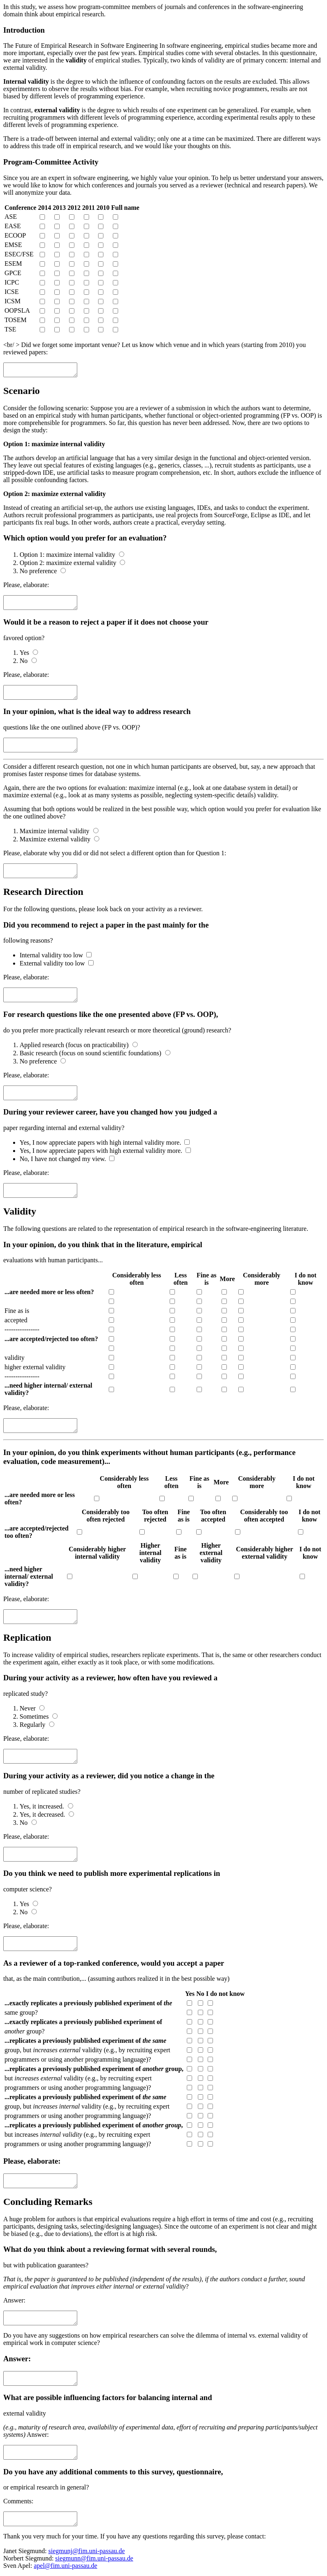 In this study, we assess how program-committee members of journals and conferences in the software-engineering
domain think about empirical research.
Introduction
The Future of Empirical Research in Software Engineering In software engineering, empirical studies became more and
more important, especially over the past few years. Empirical studies come with several obstacles. In this questionnaire,
we are interested in the validity of empirical studies. Typically, two kinds of validity are of primary concern: internal and
external validity.
Internal validity is the degree to which the influence of confounding factors on the results are excluded. This allows
experimenters to observe the results without bias. For example, when recruiting novice programmers, results are not
biased by different levels of programming experience.
In contrast, external validity is the degree to which results of one experiment can be generalized. For example, when
recruiting programmers with different levels of programming experience, according experimental results apply to these
different levels of programming experience.
There is a trade-off between internal and external validity; only one at a time can be maximized. There are different ways
to address this trade off in empirical research, and we would like your thoughts on this.
Program-Committee Activity
Since you are an expert in software engineering, we highly value your opinion. To help us better understand your answers,
we would like to know for which conferences and journals you served as a reviewer (technical and research papers). We
will anonymize your data.
Conference 2014 2013 2012 2011 2010 Full name
ASE
EASE
ECOOP
EMSE
ESEC/FSE
ESEM
GPCE
ICPC
ICSE
ICSM
OOPSLA
TOSEM
TSE
<br/ > Did we forget some important venue? Let us know which venue and in which years (starting from 2010) you
reviewed papers:
Scenario
Consider the following scenario: Suppose you are a reviewer of a submission in which the authors want to determine,
based on an empirical study with human participants, whether functional or object-oriented programming (FP vs. OOP) is
more comprehensible for programmers. So far, this question has never been addressed. Now, there are two options to
design the study:
Option 1: maximize internal validity
The authors develop an artificial language that has a very similar design in the functional and object-oriented version.
They leave out special features of existing languages (e.g., generics, classes, ...), recruit students as participants, use a
stripped-down IDE, use artificial tasks to measure program comprehension, etc. In short, authors exclude the influence of
all possible confounding factors.
Option 2: maximize external validity
Instead of creating an artificial set-up, the authors use existing languages, IDEs, and tasks to conduct the experiment.
Authors recruit professional programmers as participants, use real projects from SourceForge, Eclipse as IDE, and let
participants fix real bugs. In other words, authors create a practical, everyday setting.
Which option would you prefer for an evaluation?
1. Option 1: maximize internal validity
2. Option 2: maximize external validity
3. No preference
Please, elaborate:
Would it be a reason to reject a paper if it does not choose your
favored option?
1. Yes
2. No
Please, elaborate:
In your opinion, what is the ideal way to address research
questions like the one outlined above (FP vs. OOP)?
Consider a different research question, not one in which human participants are observed, but, say, a new approach that
promises faster response times for database systems.
Again, there are the two options for evaluation: maximize internal (e.g., look at one database system in detail) or
maximize external (e.g., look at as many systems as possible, neglecting system-specific details) validity.
Assuming that both options would be realized in the best possible way, which option would you prefer for evaluation like
the one outlined above?
1. Maximize internal validity
2. Maximize external validity
Please, elaborate why you did or did not select a different option than for Question 1:
Research Direction
For the following questions, please look back on your activity as a reviewer.
Did you recommend to reject a paper in the past mainly for the
following reasons?
Internal validity too low
External validity too low
Please, elaborate:
For research questions like the one presented above (FP vs. OOP),
do you prefer more practically relevant research or more theoretical (ground) research?
1. Applied research (focus on practicability)
2. Basic research (focus on sound scientific foundations)
3. No preference
Please, elaborate:
During your reviewer career, have you changed how you judged a
paper regarding internal and external validity?
Yes, I now appreciate papers with high internal validity more.
Yes, I now appreciate papers with high external validity more.
No, I have not changed my view.
Please, elaborate:
Validity
The following questions are related to the representation of empirical research in the software-engineering literature.
In your opinion, do you think that in the literature, empirical
evaluations with human participants...
Considerably less often Less often Fine as is More Considerably more I do not know
...are needed more or less often?
Fine as is
accepted
----------------
...are accepted/rejected too often?
validity
higher external validity
----------------
...need higher internal/ external validity?
Please, elaborate:
In your opinion, do you think experiments without human participants (e.g., performance
evaluation, code measurement)...
Considerably less often Less often Fine as is More Considerably more I do not know
...are needed more or less often?
Considerably too often rejected Too often rejected Fine as is Too often accepted Considerably too often accepted I do not know
...are accepted/rejected too often?
Considerably higher internal validity Higher internal validity Fine as is Higher external validity Considerably higher external validity I do not know
...need higher internal/ external validity?
Please, elaborate:
Replication
To increase validity of empirical studies, researchers replicate experiments. That is, the same or other researchers conduct
the experiment again, either exactly as it took place, or with some modifications.
During your activity as a reviewer, how often have you reviewed a
replicated study?
1. Never
2. Sometimes
3. Regularly
Please, elaborate:
During your activity as a reviewer, did you notice a change in the
number of replicated studies?
1. Yes, it increased.
2. Yes, it decreased.
3. No
Please, elaborate:
Do you think we need to publish more experimental replications in
computer science?
1. Yes
2. No
Please, elaborate:
As a reviewer of a top-ranked conference, would you accept a paper
that, as the main contribution,... (assuming authors realized it in the best possible way)
Yes No I do not know
...exactly replicates a previously published experiment of the
same group?
...exactly replicates a previously published experiment of
another group?
...replicates a previously published experiment of the same
group, but increases external validity (e.g., by recruiting expert
programmers or using another programming language)?
...replicates a previously published experiment of another group,
but increases external validity (e.g., by recruiting expert
programmers or using another programming language)?
...replicates a previously published experiment of the same
group, but increases internal validity (e.g., by recruiting expert
programmers or using another programming language)?
...replicates a previously published experiment of another group,
but increases internal validity (e.g., by recruiting expert
programmers or using another programming language)?
Please, elaborate:
Concluding Remarks
A huge problem for authors is that empirical evaluations require a high effort in terms of time and cost (e.g., recruiting
participants, designing tasks, selecting/designing languages). Since the outcome of an experiment is not clear and might
be biased (e.g., due to deviations), the effort is at high risk.
What do you think about a reviewing format with several rounds,
but with publication guarantees?
That is, the paper is guaranteed to be published (independent of the results), if the authors conduct a further, sound
empirical evaluation that improves either internal or external validity?
Answer:
Do you have any suggestions on how empirical researchers can solve the dilemma of internal vs. external validity of
empirical work in computer science?
Answer:
What are possible influencing factors for balancing internal and
external validity
(e.g., maturity of research area, availability of experimental data, effort of recruiting and preparing participants/subject
systems) Answer:
Do you have any additional comments to this survey, questionnaire,
or empirical research in general?
Comments:
Thank you very much for your time. If you have any questions regarding this survey, please contact:
Janet Siegmund: siegmunj@fim.uni-passau.de
Norbert Siegmund: siegmunn@fim.uni-passau.de
Sven Apel: apel@fim.uni-passau.de